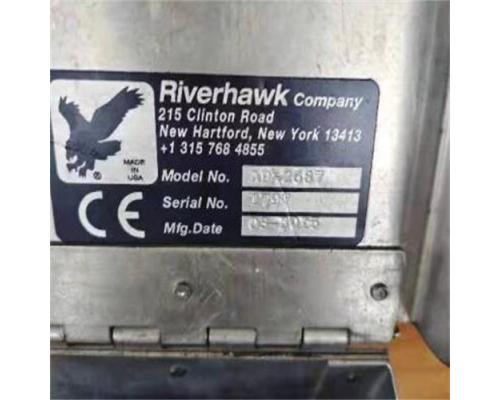 Riverhawk Company
215 Clinton Road
New Hartford, New York 13413
+1 315 768 4855
MADE
IN
USA
®
Model No.
Serial No.
CE
Mfg.Date